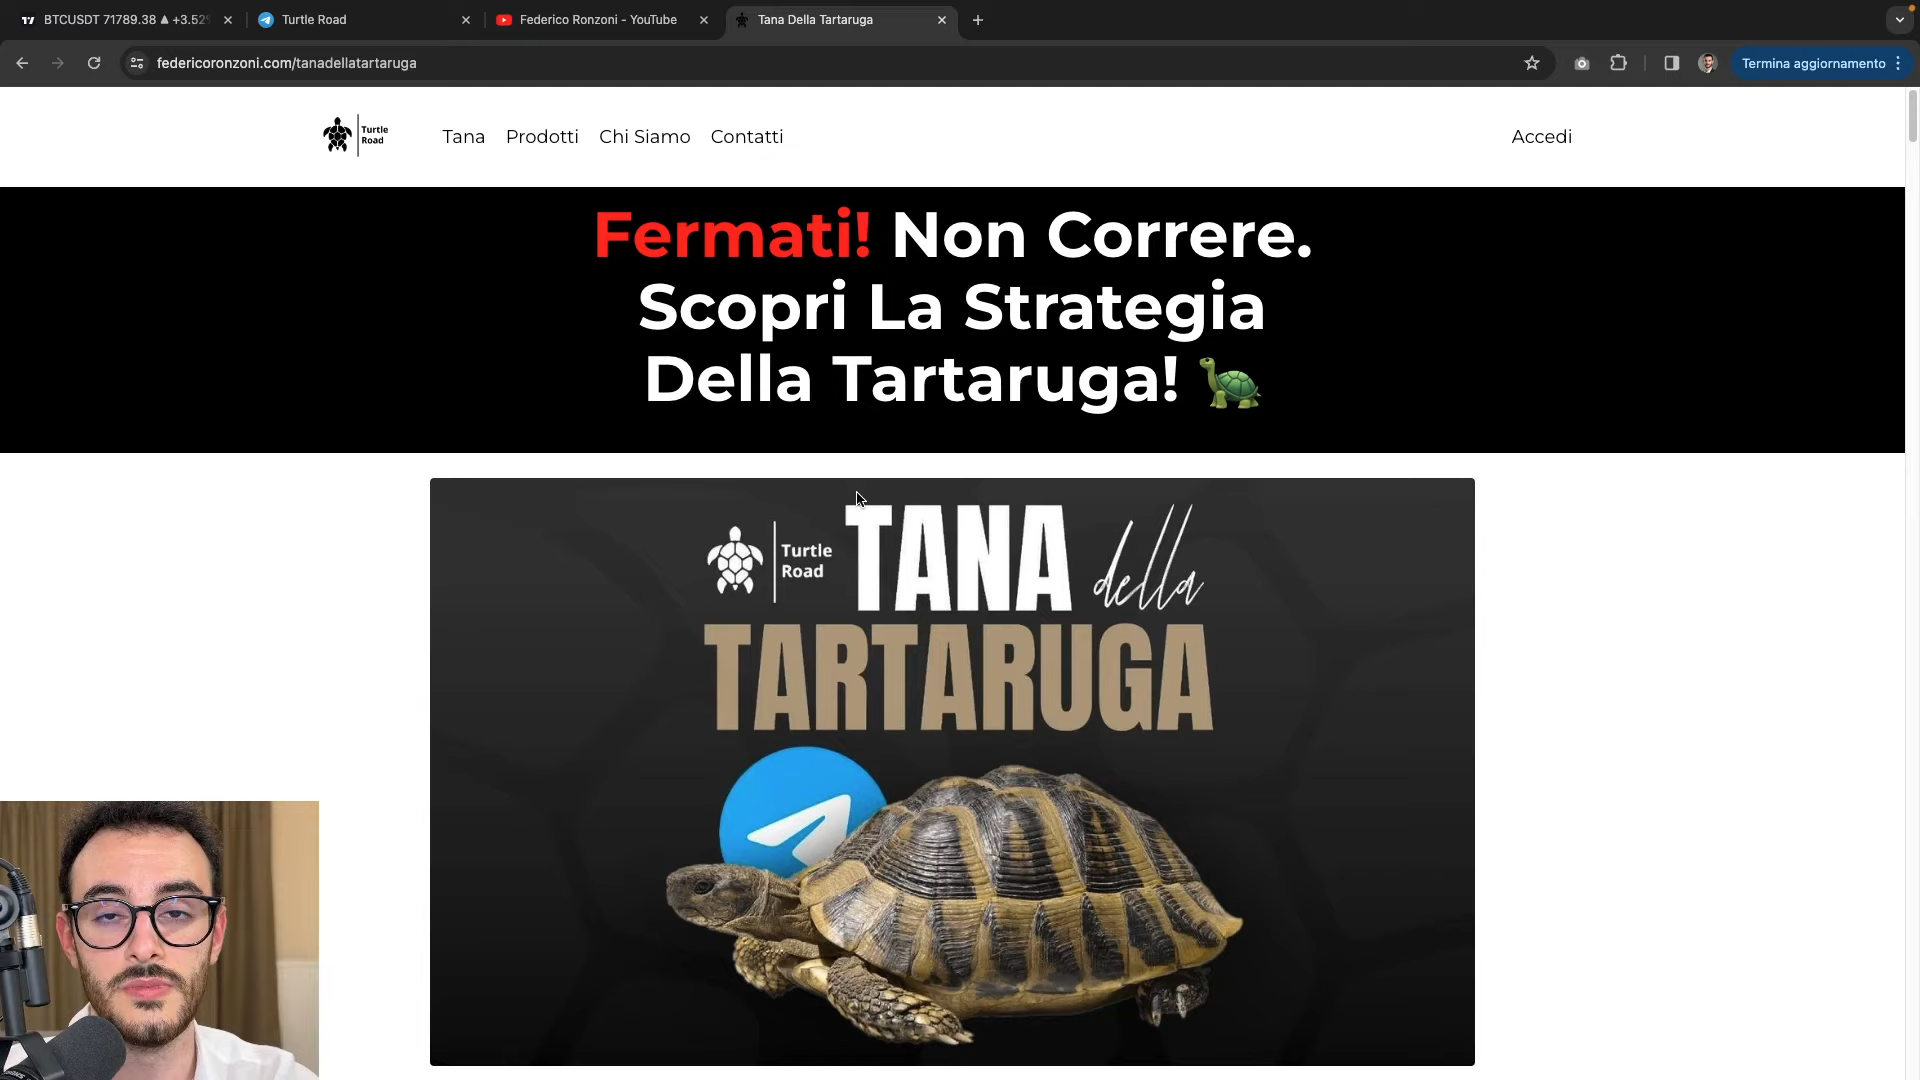 BTCUSDT 71789.38 ▲ +3.52
Turtle Road
Federico Ronzoni - YouTube
Tana Della Tartaruga
federicoronzoni.com/tanadellatartaruga
Termina aggiornamento
Turtle
Road
Tana
Prodotti
Chi Siamo
Contatti
Accedi
Fermati! Non Correre.
Scopri La Strategia
Della Tartaruga! 🐢
Turtle
Road
TANA della
TARTARUGA